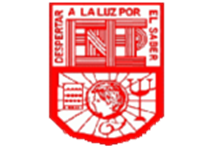 DESPERTAR A LA LUZ POR EL SABER
ENEP